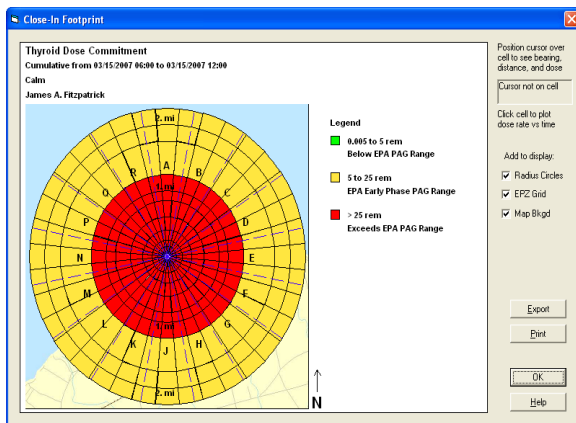 Close-In Footprint
Thyroid Dose Commitment
Cumulative from 03/15/2007 06:00 to 03/15/2007 12:00
Calm
James A. Fitzpatrick
2. mi
A
R
B
Q
1. mi
C
P
D
N
E
M
F
L
1. mi
G
K
J
H
2. mi
Legend
0.005 to 5 rem
Below EPA PAG Range
5 to 25 rem
EPA Early Phase PAG Range
> 25 rem
Exceeds EPA PAG Range
N
Position cursor over
cell to see bearing,
distance, and dose
Cursor not on cell
Click cell to plot
dose rate vs time
Add to display:
Radius Circles
EPZ Grid
Map Bkgd
Export
Print
OK
Help